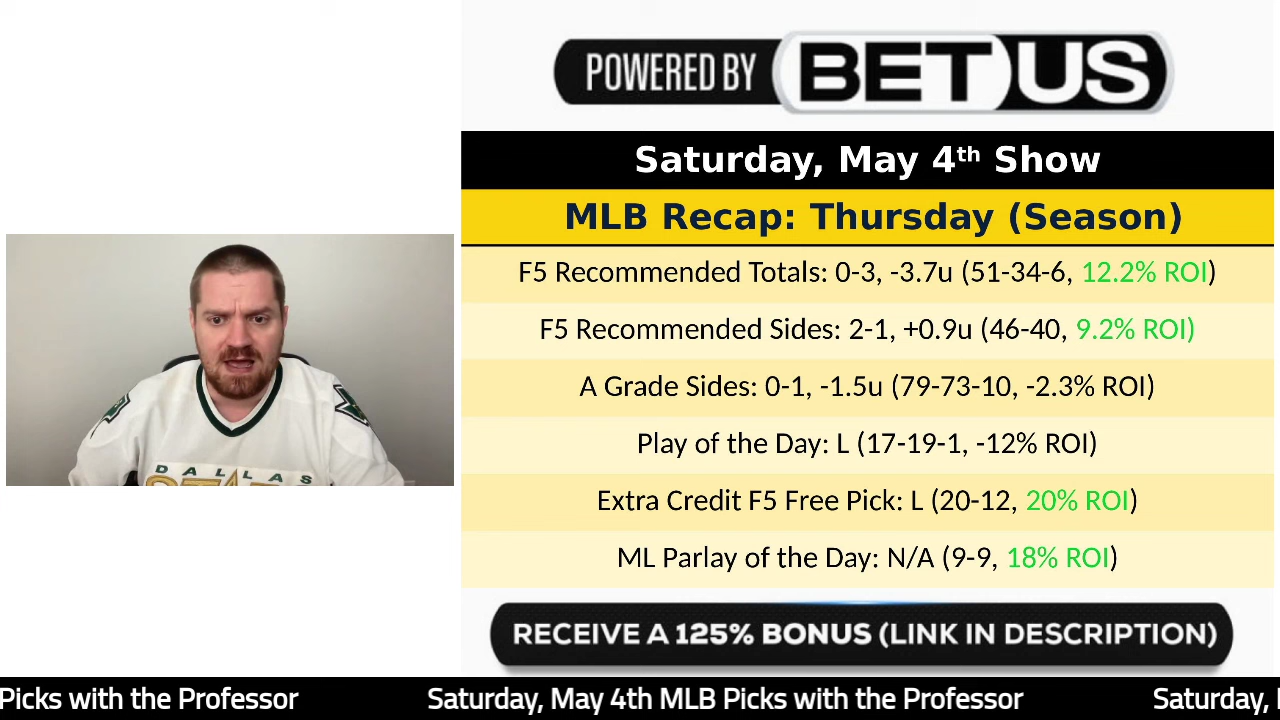 POWERED BY BETUS
Saturday, May 4th Show
MLB Recap: Thursday (Season)
F5 Recommended Totals: 0-3, -3.7u (51-34-6, 12.2% ROI)
F5 Recommended Sides: 2-1, +0.9u (46-40, 9.2% ROI)
A Grade Sides: 0-1, -1.5u (79-73-10, -2.3% ROI)
Play of the Day: L (17-19-1, -12% ROI)
Extra Credit F5 Free Pick: L (20-12, 20% ROI)
ML Parlay of the Day: N/A (9-9, 18% ROI)
DALLAS
STARS
RECEIVE A 125% BONUS (LINK IN DESCRIPTION)
Picks with the Professor Saturday, May 4th MLB Picks with the Professor Saturday,